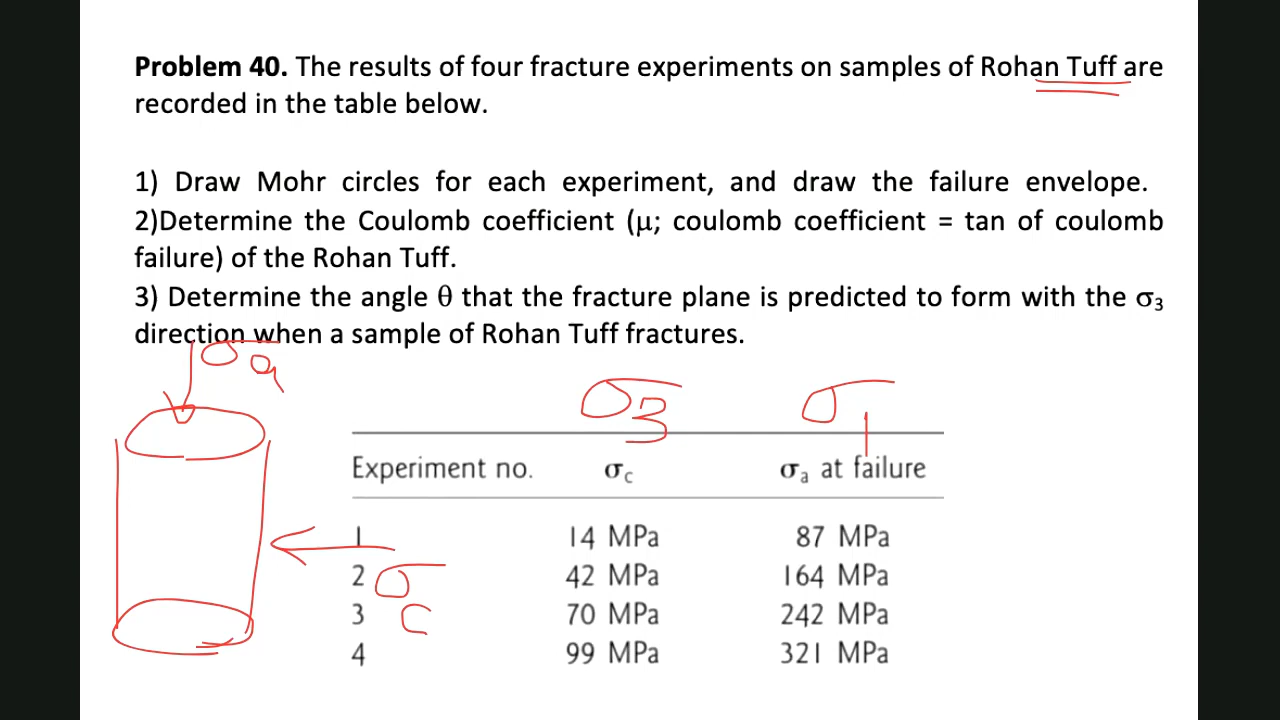 Problem 40. The results of four fracture experiments on samples of Rohan Tuff are
recorded in the table below.
1) Draw Mohr circles for each experiment, and draw the failure envelope.
2)Determine the Coulomb coefficient (μ; coulomb coefficient = tan of coulomb
failure) of the Rohan Tuff.
3) Determine the angle θ that the fracture plane is predicted to form with the σ₃
direction when a sample of Rohan Tuff fractures.
σa
σ3 σ1
Experiment no. σc σa at failure
1 14 MPa 87 MPa
2 42 MPa 164 MPa
σc
3 70 MPa 242 MPa
4 99 MPa 321 MPa